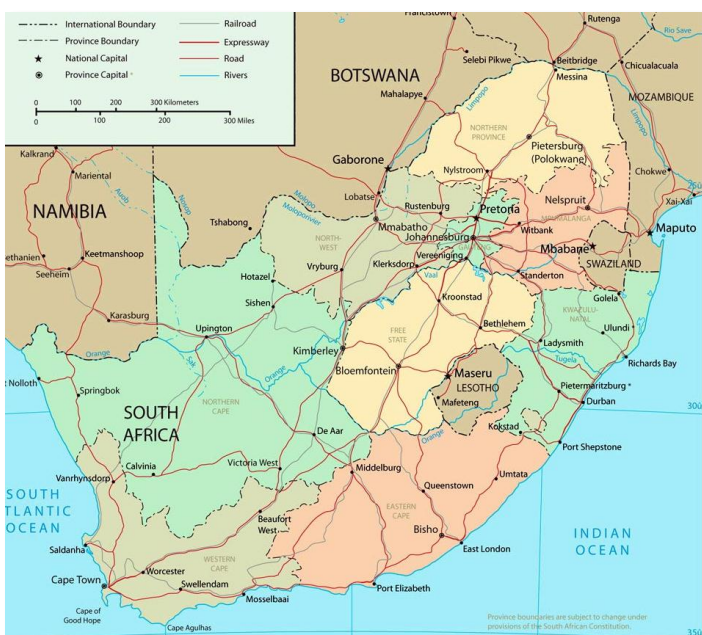 International Boundary
Province Boundary
National Capital
Province Capital *
Railroad
Expressway
Road
Rivers
0 100 200 300 Kilometers
0 100 200 300 Miles
Francistown
Rutenga
Rio Save
Selebi Pikwe
Beitbridge
Chicualacuala
BOTSWANA
Messina
Mahalapye
Limpopo
MOZAMBIQUE
Limpopo
NORTHERN
PROVINCE
Kalkrand
Mariental
Gaborone
Pietersburg
(Polokwane)
Nylstroom
Chokwe
Auob
Nosop
Molopo
Moloporivier
Lobatse
Rustenburg
Pretoria
Nelspruit
Xai-Xai
NAMIBIA
Tshabong
Mmabatho
MPUMALANGA
Johannesburg
Witbank
Maputo
NORTH-
WEST
GAUTENG
Mbabane
Keetmanshoop
Vereeniging
Seeheim
Vryburg
Klerksdorp
Vaal
Standerton
SWAZILAND
Hotazel
Golela
Sishen
Kroonstad
KWAZULU-
NATAL
Karasburg
Upington
FREE
STATE
Bethlehem
Ulundi
Ladysmith
Orange
Sak
Kimberley
Orange
Bloemfontein
Maseru
Tugela
Richards Bay
LESOTHO
Nolloth
Springbok
Mafeteng
Pietermaritzburg *
NORTHERN
CAPE
Durban
SOUTH
AFRICA
Kokstad
De Aar
Orange
Port Shepstone
Calvinia
Victoria West
Middelburg
Vanrhynsdorp
Umtata
SOUTH
ATLANTIC
OCEAN
Queenstown
EASTERN
CAPE
Beaufort
West
Bisho
INDIAN
OCEAN
Saldanha
East London
WESTERN
CAPE
Worcester
Cape Town
Swellendam
Port Elizabeth
Mosselbaai
Cape of
Good Hope
Cape Agulhas
Province boundaries are subject to change under
provisions of the South African Constitution.